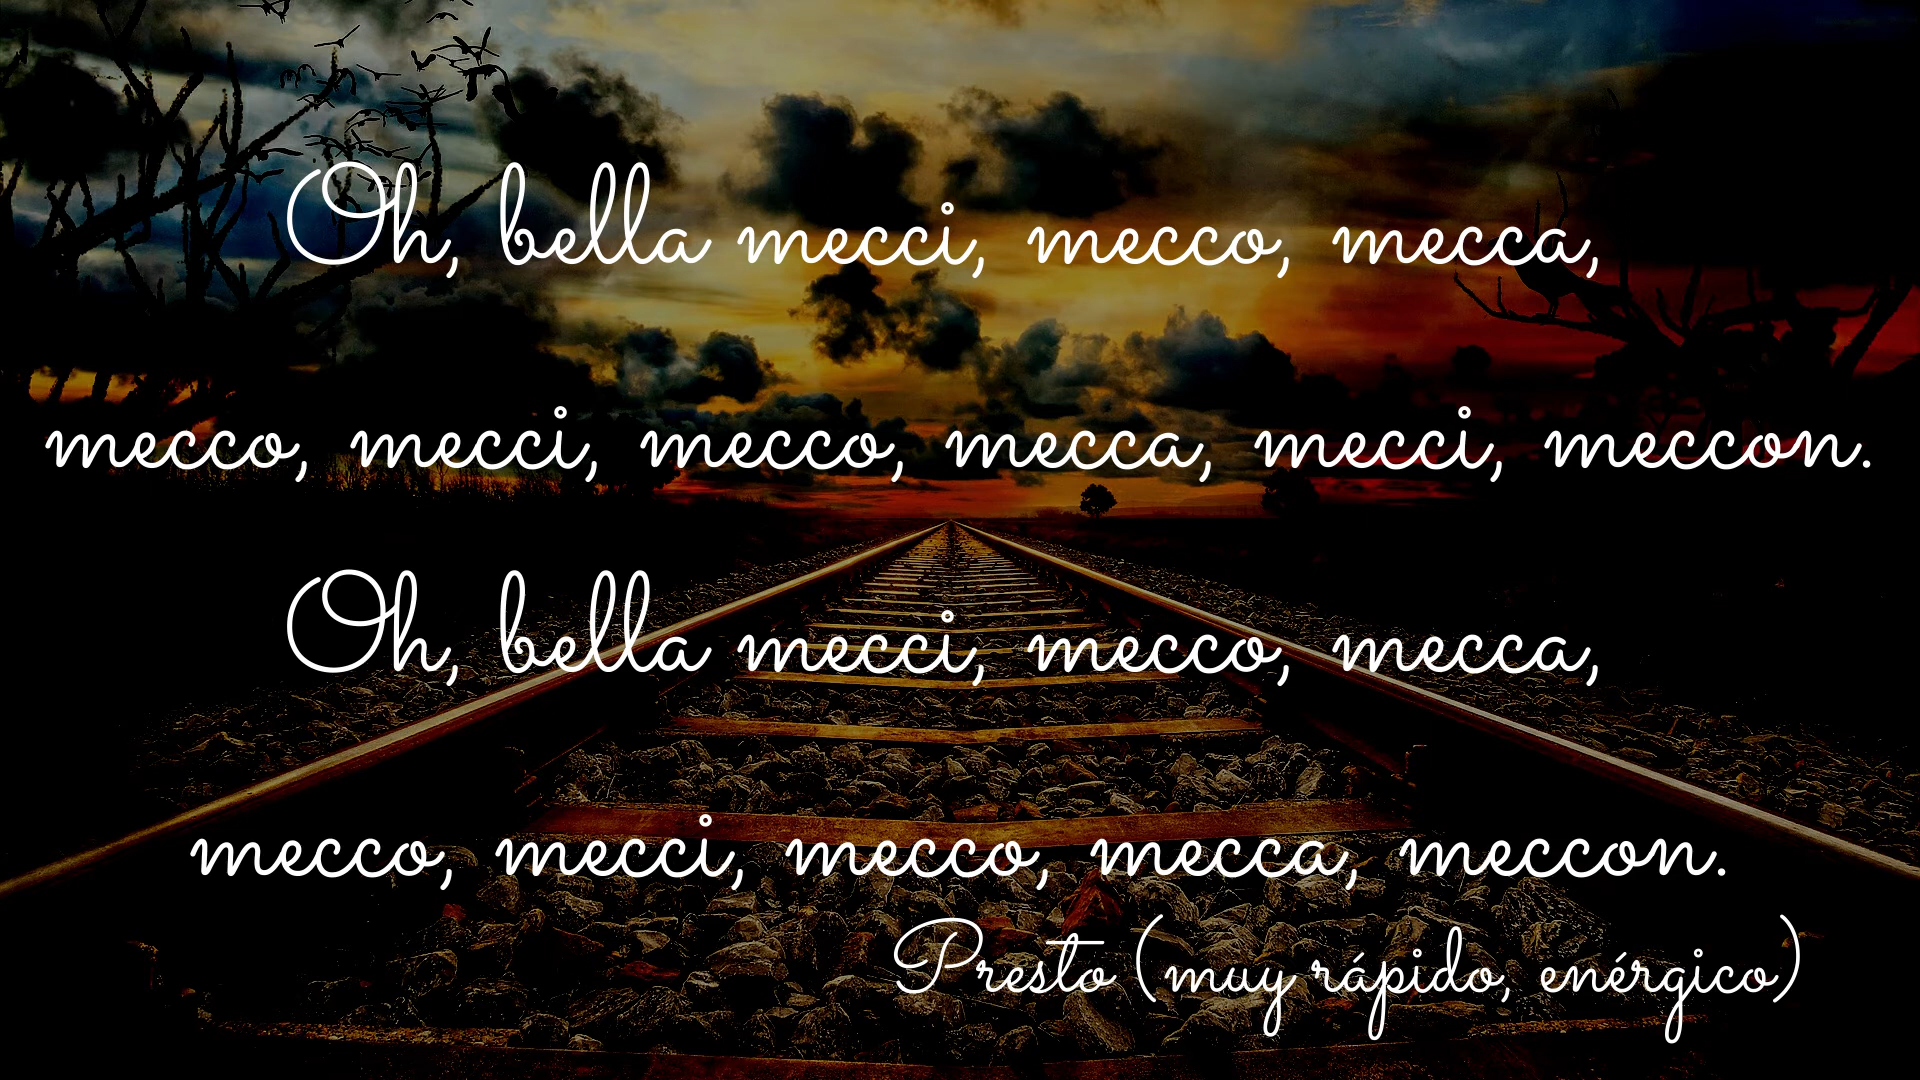 Oh, bella mecci, mecco, mecca,
mecco, mecci, mecco, mecca, mecci, meccon.
Oh, bella mecci, mecco, mecca,
mecco, mecci, mecco, mecca, meccon.
Presto (muy rápido, enérgico)